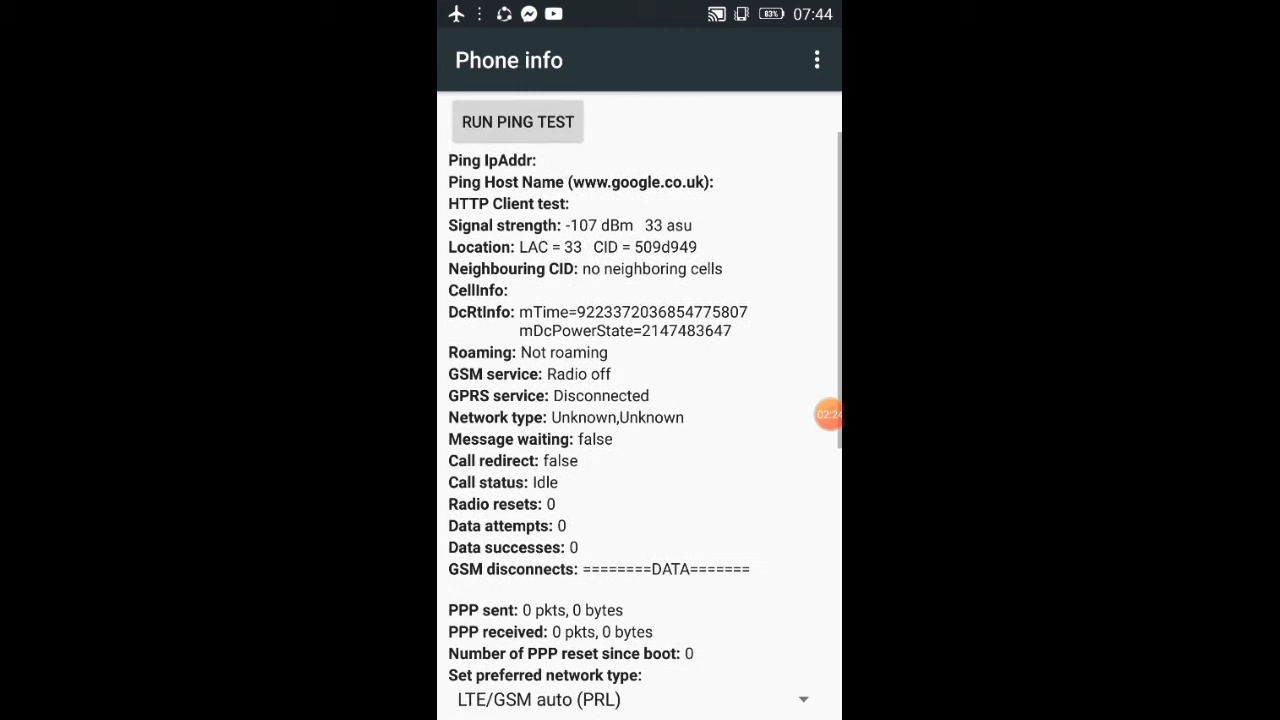 83% 07:44
Phone info
RUN PING TEST
Ping IpAddr:
Ping Host Name (www.google.co.uk):
HTTP Client test:
Signal strength: -107 dBm 33 asu
Location: LAC = 33 CID = 509d949
Neighbouring CID: no neighboring cells
CellInfo:
DcRtInfo: mTime=9223372036854775807
mDcPowerState=2147483647
Roaming: Not roaming
GSM service: Radio off
GPRS service: Disconnected
02:24
Network type: Unknown,Unknown
Message waiting: false
Call redirect: false
Call status: Idle
Radio resets: 0
Data attempts: 0
Data successes: 0
GSM disconnects: ========DATA=======
PPP sent: 0 pkts, 0 bytes
PPP received: 0 pkts, 0 bytes
Number of PPP reset since boot: 0
Set preferred network type:
LTE/GSM auto (PRL)